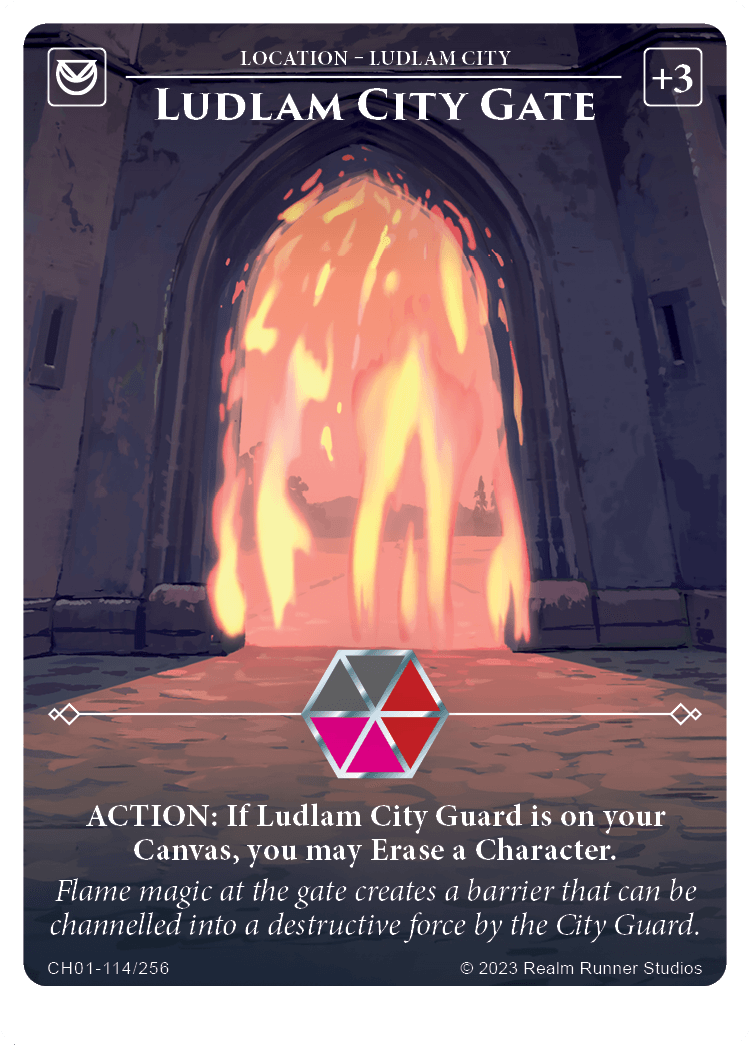 LOCATION – LUDLAM CITY
+3
LUDLAM CITY GATE
ACTION: If Ludlam City Guard is on your
Canvas, you may Erase a Character.
Flame magic at the gate creates a barrier that can be
channelled into a destructive force by the City Guard.
CH01-114/256
© 2023 Realm Runner Studios